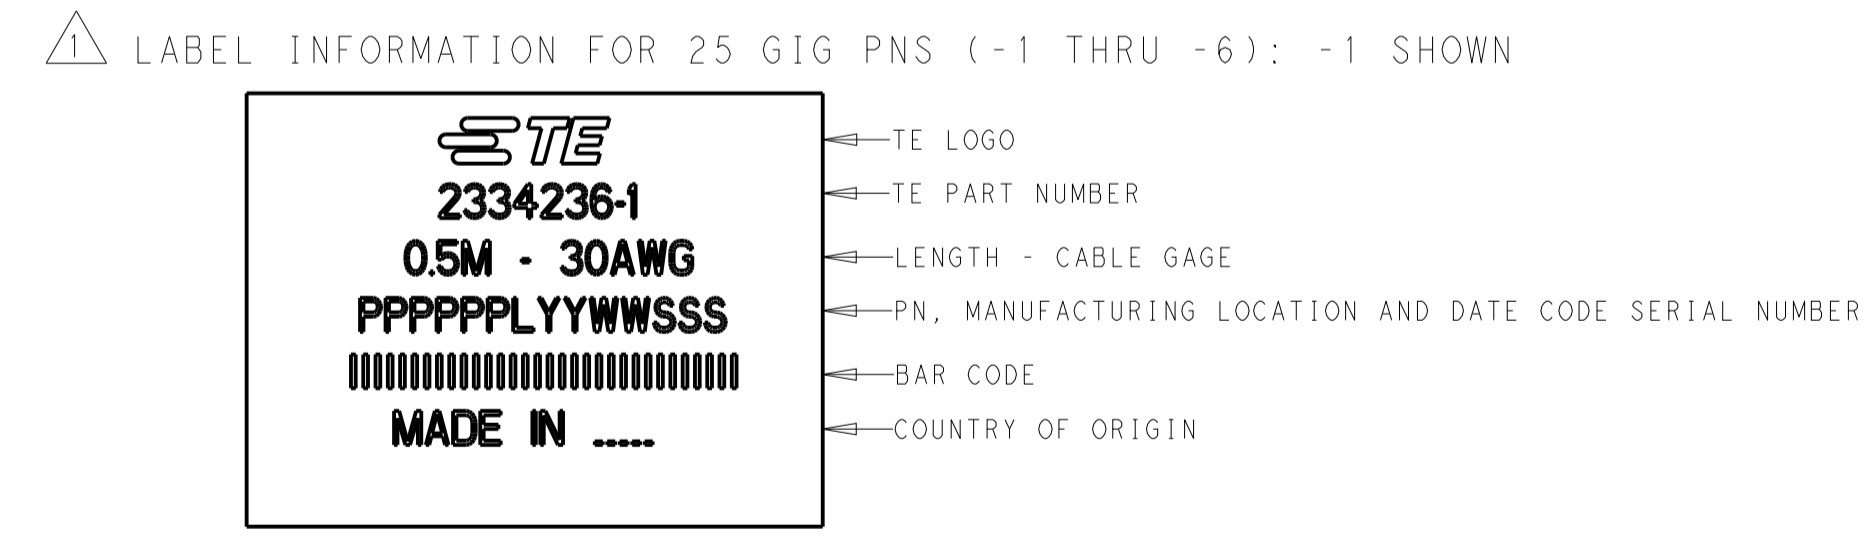 1 LABEL INFORMATION FOR 25 GIG PNS (-1 THRU -6): -1 SHOWN
TE TE LOGO
2334236-1 TE PART NUMBER
0.5M - 30AWG LENGTH - CABLE GAGE
PPPPPPLYYWWSSS PN, MANUFACTURING LOCATION AND DATE CODE SERIAL NUMBER
BAR CODE
MADE IN ..... COUNTRY OF ORIGIN